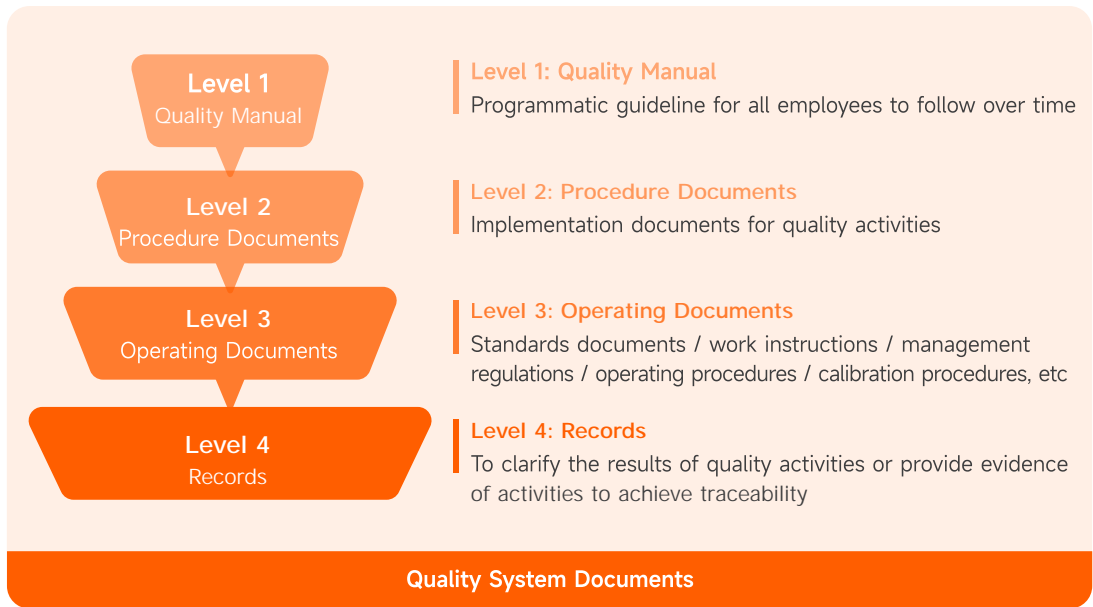 Level 1
Quality Manual
Level 2
Procedure Documents
Level 3
Operating Documents
Level 4
Records
Level 1: Quality Manual
Programmatic guideline for all employees to follow over time
Level 2: Procedure Documents
Implementation documents for quality activities
Level 3: Operating Documents
Standards documents / work instructions / management
regulations / operating procedures / calibration procedures, etc
Level 4: Records
To clarify the results of quality activities or provide evidence
of activities to achieve traceability
Quality System Documents